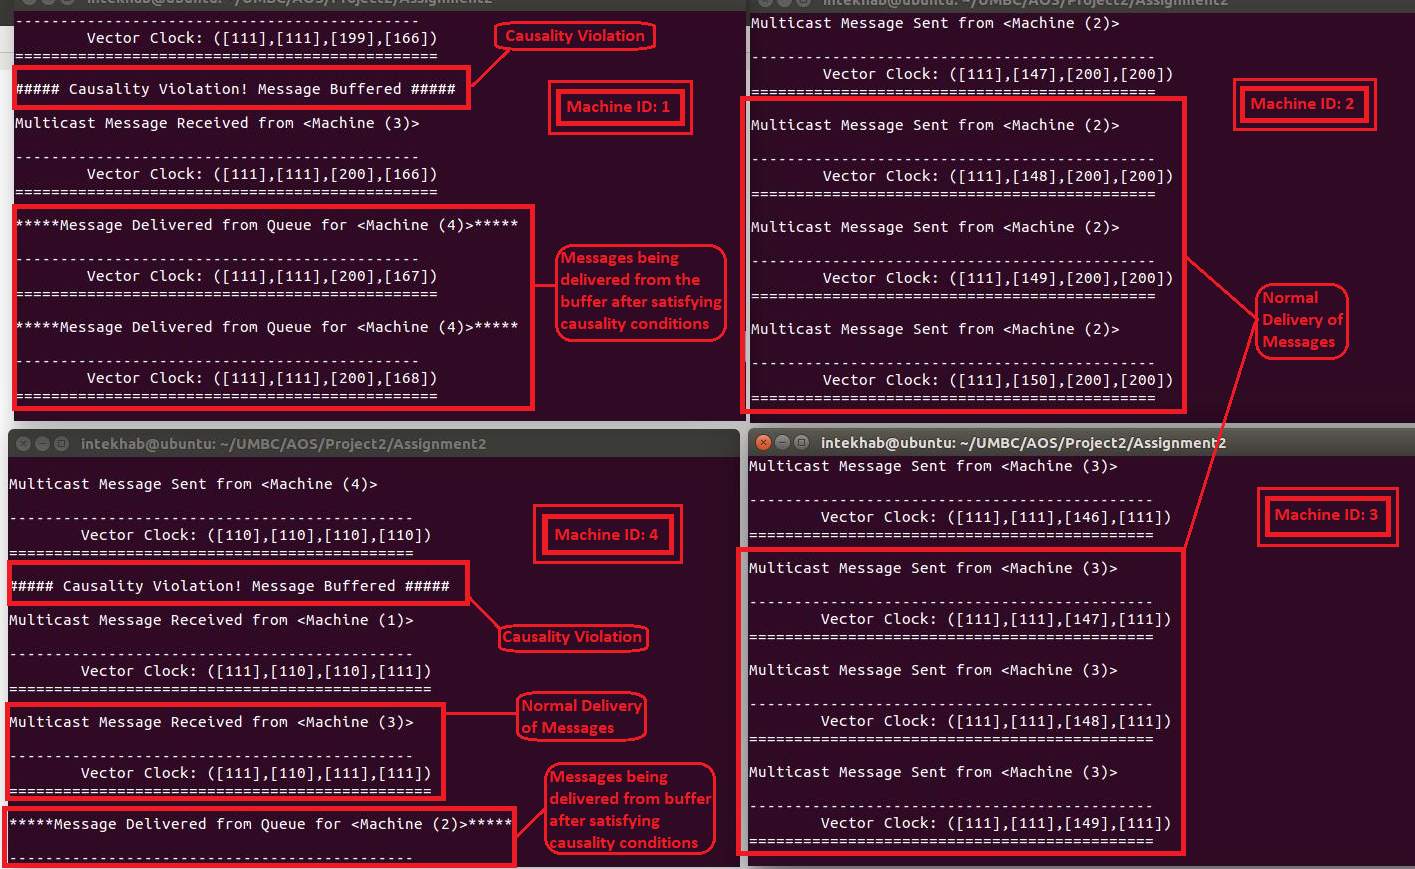 ---------------------------------------------
Vector Clock: ([111],[111],[199],[166])
===============================================
##### Causality Violation! Message Buffered #####
Multicast Message Received from <Machine (3)>
---------------------------------------------
Vector Clock: ([111],[111],[200],[166])
===============================================
*****Message Delivered from Queue for <Machine (4)>*****
---------------------------------------------
Vector Clock: ([111],[111],[200],[167])
===============================================
*****Message Delivered from Queue for <Machine (4)>*****
---------------------------------------------
Vector Clock: ([111],[111],[200],[168])
===============================================
Causality Violation
Machine ID: 1
Messages being
delivered from the
buffer after satisfying
causality conditions
intekhab@ubuntu: ~/UMBC/AOS/Project2/Assignment2
Multicast Message Sent from <Machine (2)>
---------------------------------------------
Vector Clock: ([111],[147],[200],[200])
=============================================
Multicast Message Sent from <Machine (2)>
---------------------------------------------
Vector Clock: ([111],[148],[200],[200])
=============================================
Multicast Message Sent from <Machine (2)>
---------------------------------------------
Vector Clock: ([111],[149],[200],[200])
=============================================
Multicast Message Sent from <Machine (2)>
---------------------------------------------
Vector Clock: ([111],[150],[200],[200])
=============================================
Machine ID: 2
Normal
Delivery of
Messages
intekhab@ubuntu: ~/UMBC/AOS/Project2/Assignment2
Multicast Message Sent from <Machine (4)>
---------------------------------------------
Vector Clock: ([110],[110],[110],[110])
=============================================
##### Causality Violation! Message Buffered #####
Multicast Message Received from <Machine (1)>
---------------------------------------------
Vector Clock: ([111],[110],[110],[111])
===============================================
Multicast Message Received from <Machine (3)>
---------------------------------------------
Vector Clock: ([111],[110],[111],[111])
===============================================
*****Message Delivered from Queue for <Machine (2)>*****
---------------------------------------------
Machine ID: 4
Causality Violation
Normal Delivery
of Messages
Messages being
delivered from buffer
after satisfying
causality conditions
intekhab@ubuntu: ~/UMBC/AOS/Project2/Assignment2
Multicast Message Sent from <Machine (3)>
---------------------------------------------
Vector Clock: ([111],[111],[146],[111])
=============================================
Multicast Message Sent from <Machine (3)>
---------------------------------------------
Vector Clock: ([111],[111],[147],[111])
=============================================
Multicast Message Sent from <Machine (3)>
---------------------------------------------
Vector Clock: ([111],[111],[148],[111])
=============================================
Multicast Message Sent from <Machine (3)>
---------------------------------------------
Vector Clock: ([111],[111],[149],[111])
=============================================
Machine ID: 3